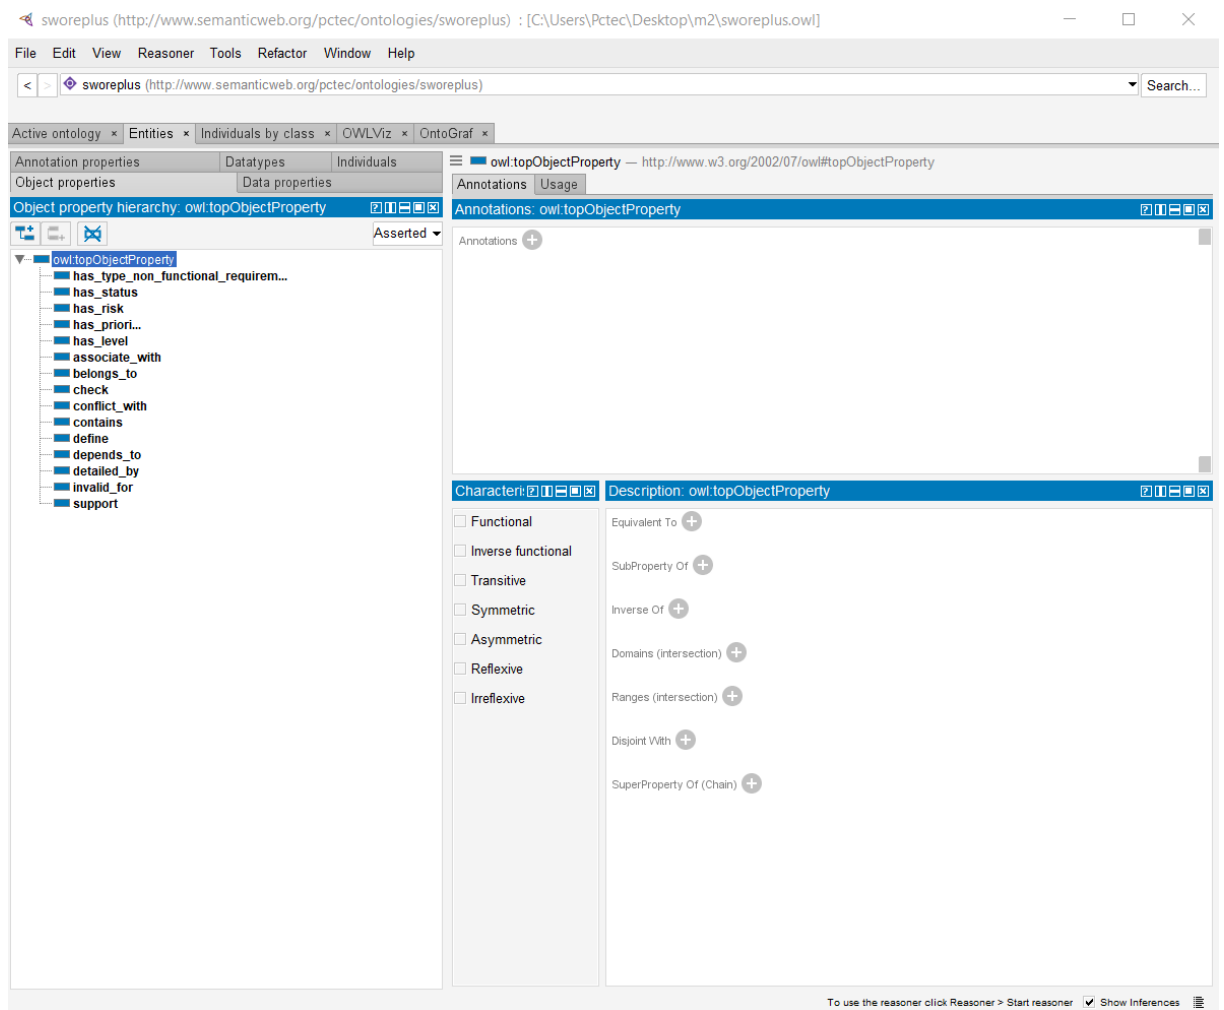 sworeplus (http://www.semanticweb.org/pctec/ontologies/sworeplus) : [C:\Users\Pctec\Desktop\m2\sworeplus.owl]
File Edit View Reasoner Tools Refactor Window Help
< > sworeplus (http://www.semanticweb.org/pctec/ontologies/sworeplus) Search...
Active ontology × Entities × Individuals by class × OWLViz × OntoGraf ×
Annotation properties Datatypes Individuals
Object properties Data properties
Object property hierarchy: owl:topObjectProperty
Asserted
owl:topObjectProperty
has_type_non_functional_requirem...
has_status
has_risk
has_priori...
has_level
associate_with
belongs_to
check
conflict_with
contains
define
depends_to
detailed_by
invalid_for
support
owl:topObjectProperty — http://www.w3.org/2002/07/owl#topObjectProperty
Annotations Usage
Annotations: owl:topObjectProperty
Annotations
Characteri:
Functional
Inverse functional
Transitive
Symmetric
Asymmetric
Reflexive
Irreflexive
Description: owl:topObjectProperty
Equivalent To
SubProperty Of
Inverse Of
Domains (intersection)
Ranges (intersection)
Disjoint With
SuperProperty Of (Chain)
To use the reasoner click Reasoner > Start reasoner Show Inferences